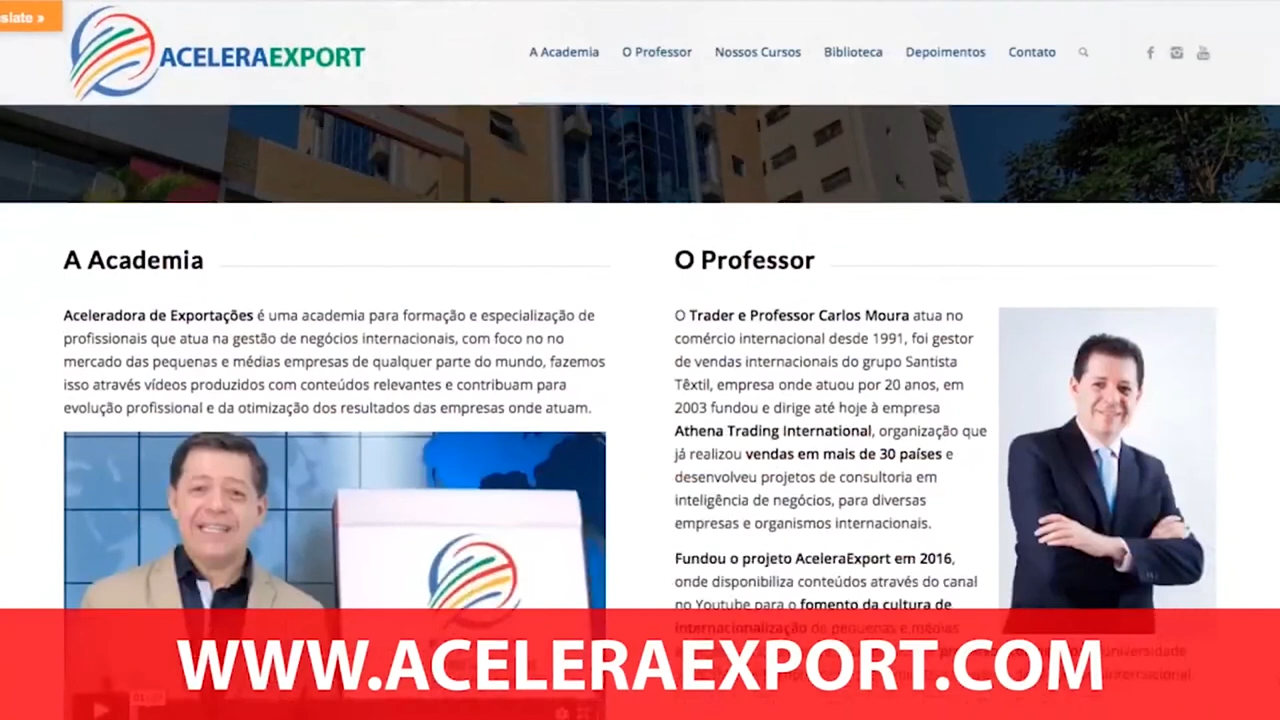 slate »
ACELERAEXPORT
A Academia O Professor Nossos Cursos Biblioteca Depoimentos Contato
A Academia
Aceleradora de Exportações é uma academia para formação e especialização de
profissionais que atua na gestão de negócios internacionais, com foco no no
mercado das pequenas e médias empresas de qualquer parte do mundo, fazemos
isso através vídeos produzidos com conteúdos relevantes e contribuam para
evolução profissional e da otimização dos resultados das empresas onde atuam.
O Professor
O Trader e Professor Carlos Moura atua no
comércio internacional desde 1991, foi gestor
de vendas internacionais do grupo Santista
Têxtil, empresa onde atuou por 20 anos, em
2003 fundou e dirige até hoje à empresa
Athena Trading International, organização que
já realizou vendas em mais de 30 países e
desenvolveu projetos de consultoria em
inteligência de negócios, para diversas
empresas e organismos internacionais.
Fundou o projeto AceleraExport em 2016,
onde disponibiliza conteúdos através do canal
no Youtube para o fomento da cultura de
internacionalização de pequenas e médias
universidade
internacional
WWW.ACELERAEXPORT.COM